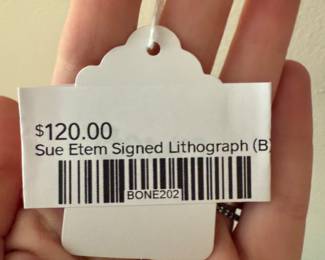 $120.00
Sue Etem Signed Lithograph (B)
BONE202